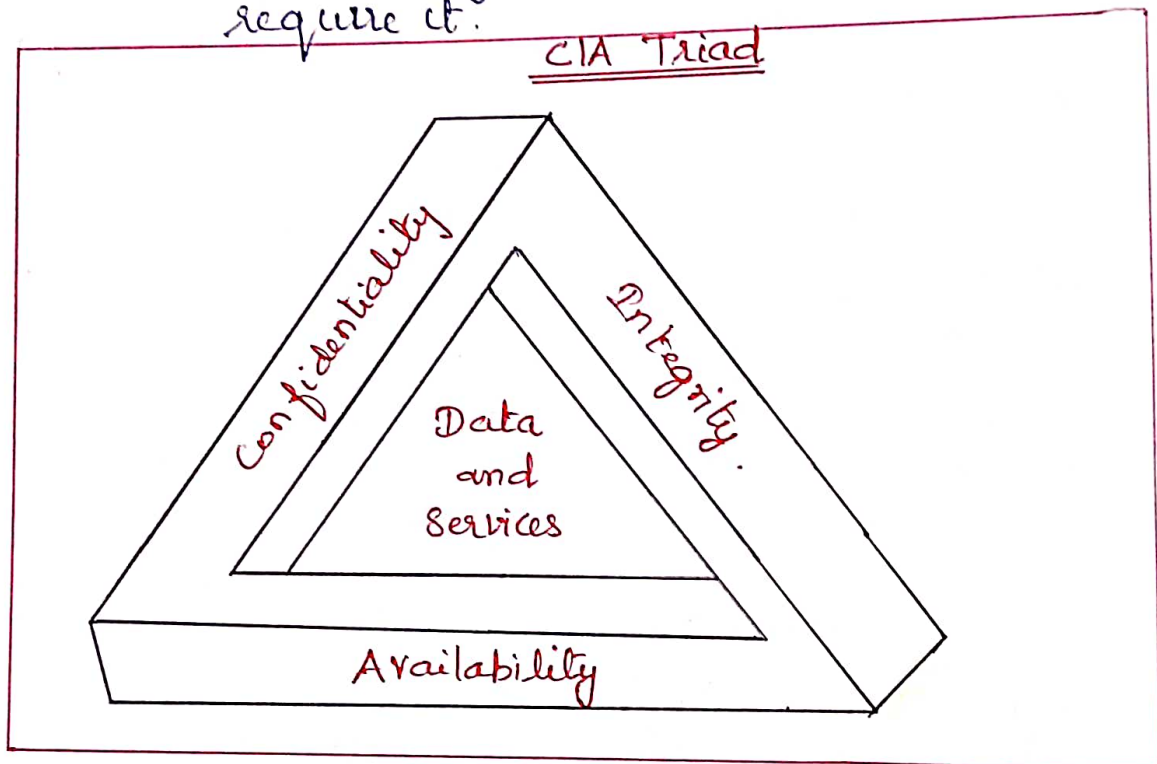 require it.
CIA Triad
Confidentiality
Integrity.
Data
and
Services
Availability